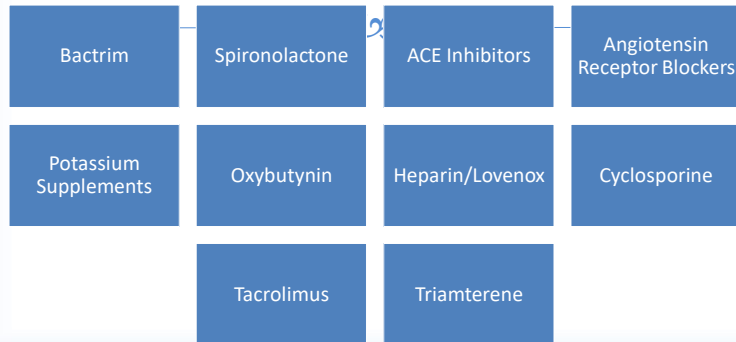 Bactrim
Spironolactone
ACE Inhibitors
Angiotensin
Receptor Blockers
Potassium
Supplements
Oxybutynin
Heparin/Lovenox
Cyclosporine
Tacrolimus
Triamterene